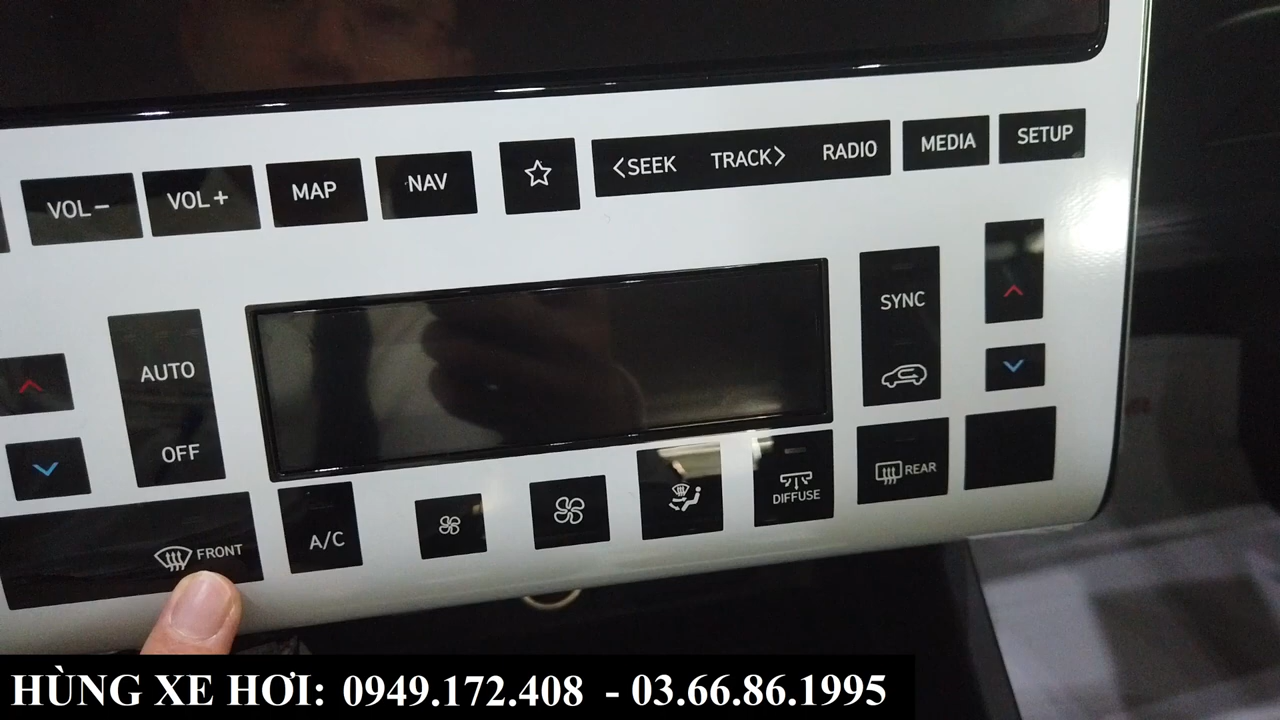 VOL– VOL+ MAP NAV <SEEK TRACK> RADIO MEDIA SETUP
AUTO SYNC
OFF
FRONT A/C DIFFUSE REAR
HÙNG XE HƠI: 0949.172.408 - 03.66.86.1995